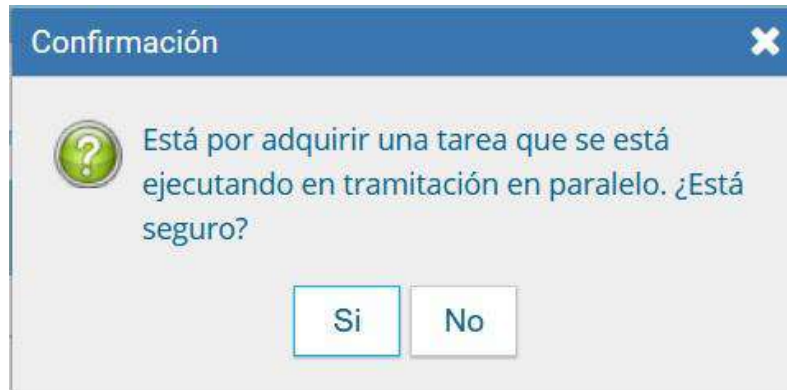 Confirmación
Está por adquirir una tarea que se está
ejecutando en tramitación en paralelo. ¿Está
seguro?
Si No